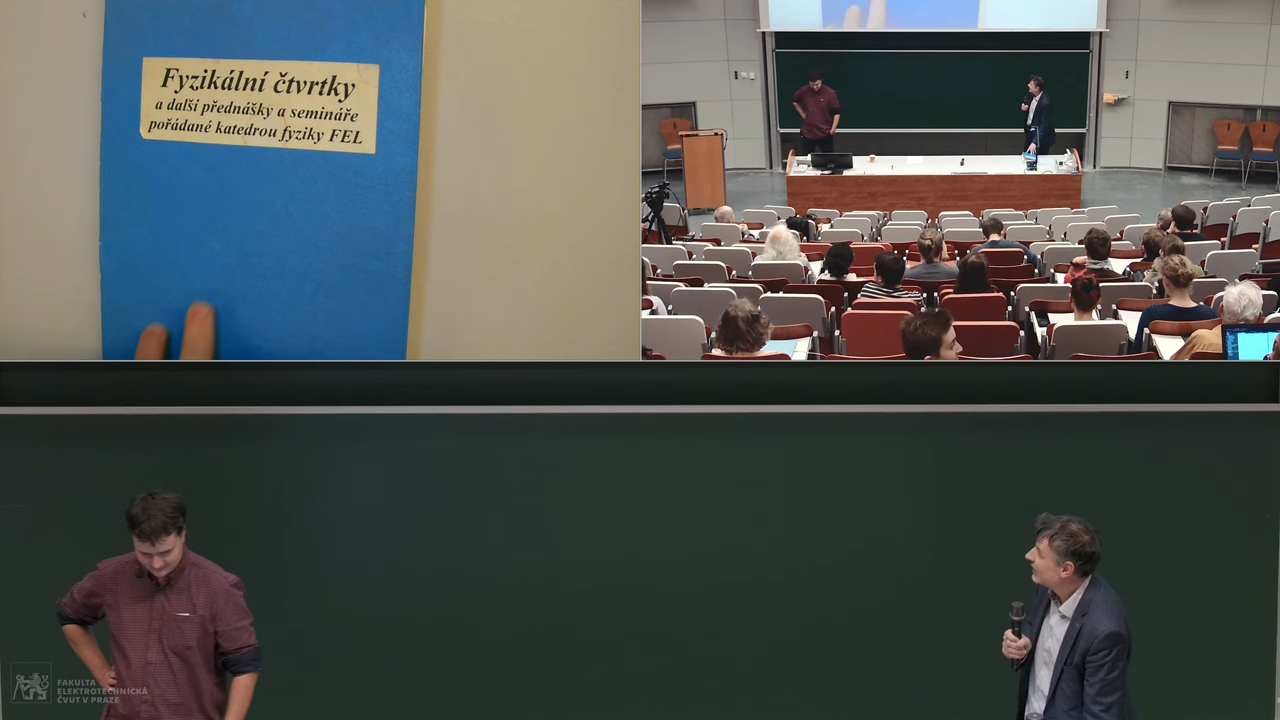 Fyzikální čtvrtky
a další přednášky a semináře
pořádané katedrou fyziky FEL
FAKULTA
ELEKTROTECHNICKÁ
ČVUT V PRAZE